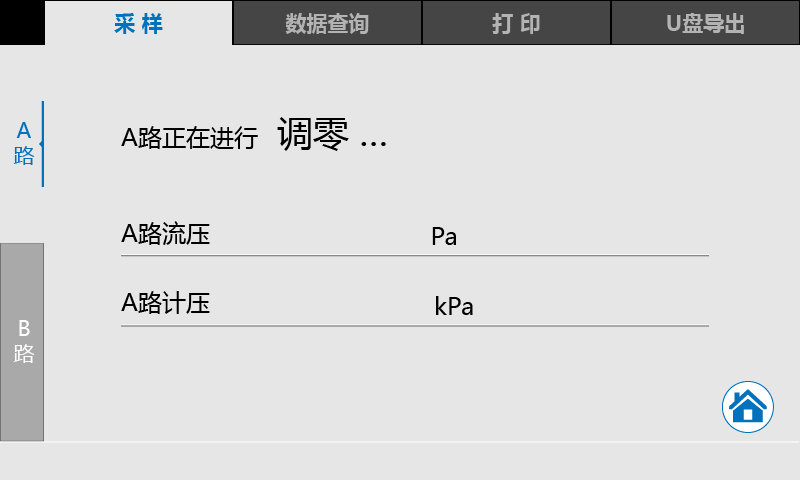 采 样 数据查询 打 印 U盘导出
A
路
A路正在进行 调零 ...
A路流压 Pa
A路计压 kPa
B
路